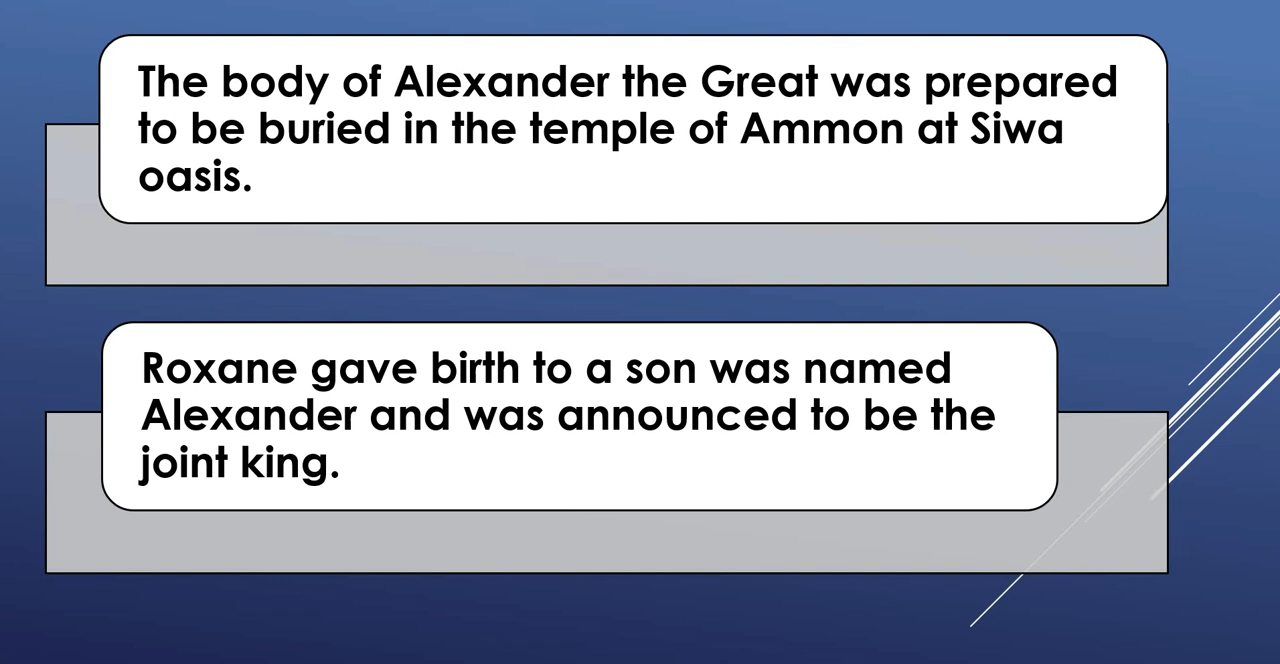 The body of Alexander the Great was prepared
to be buried in the temple of Ammon at Siwa
oasis.
Roxane gave birth to a son was named
Alexander and was announced to be the
joint king.